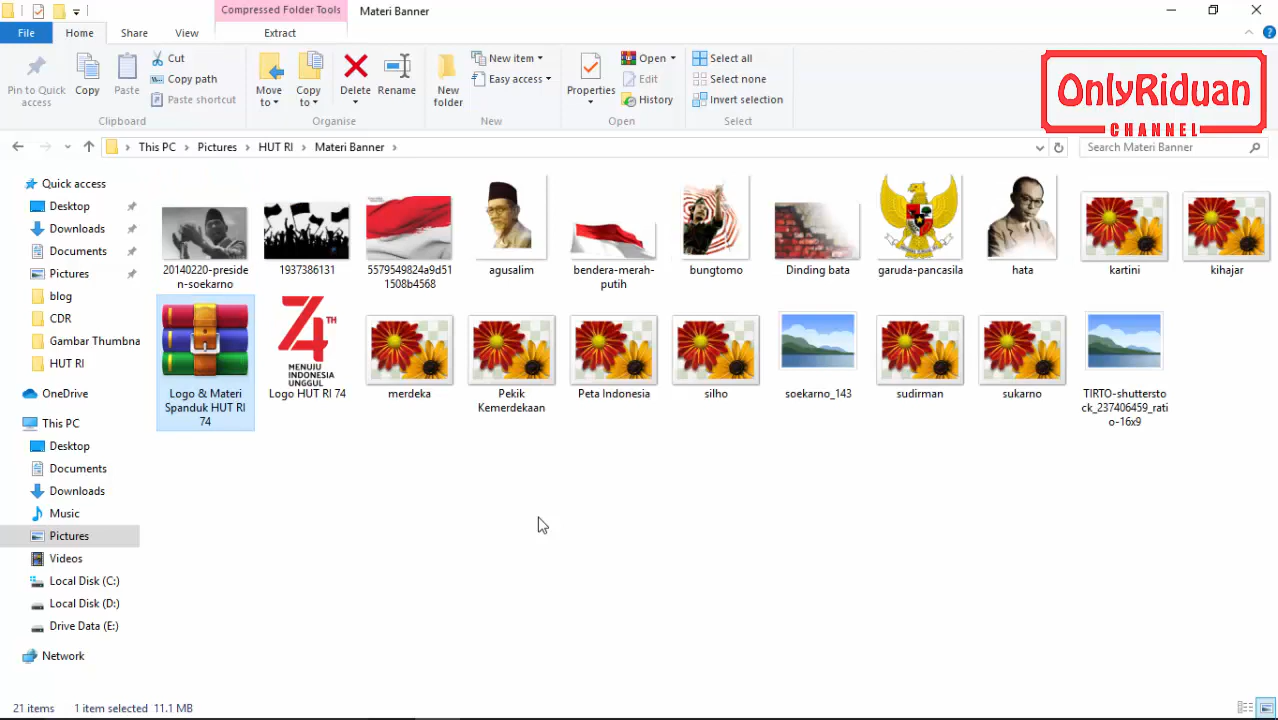 Compressed Folder Tools
Materi Banner
File
Home
Share
View
Extract
Pin to Quick
access
Copy
Paste
Cut
Copy path
Paste shortcut
Move
to
Copy
to
Delete
Rename
New
folder
New item
Easy access
Properties
Open
Edit
History
Select all
Select none
Invert selection
Clipboard
Organise
New
Open
Select
OnlyRiduan
CHANNEL
This PC
Pictures
HUT RI
Materi Banner
Search Materi Banner
Quick access
Desktop
Downloads
Documents
Pictures
blog
CDR
Gambar Thumbna
HUT RI
OneDrive
This PC
Desktop
Documents
Downloads
Music
Pictures
Videos
Local Disk (C:)
Local Disk (D:)
Drive Data (E:)
Network
20140220-preside
n-soekarno
1937386131
5579549824a9d51
1508b4568
agusalim
bendera-merah-
putih
bungtomo
Dinding bata
garuda-pancasila
hata
kartini
kihajar
Logo & Materi
Spanduk HUT RI
74
74TH
MENUJU
INDONESIA
UNGGUL
Logo HUT RI 74
merdeka
Pekik
Kemerdekaan
Peta Indonesia
silho
soekarno_143
sudirman
sukarno
TIRTO-shuttersto
ck_237406459_rati
o-16x9
21 items
1 item selected 11.1 MB